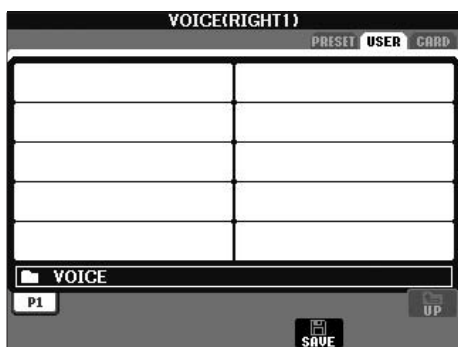 VOICE(RIGHT1)
PRESET USER CARD
VOICE
P1
UP
SAVE